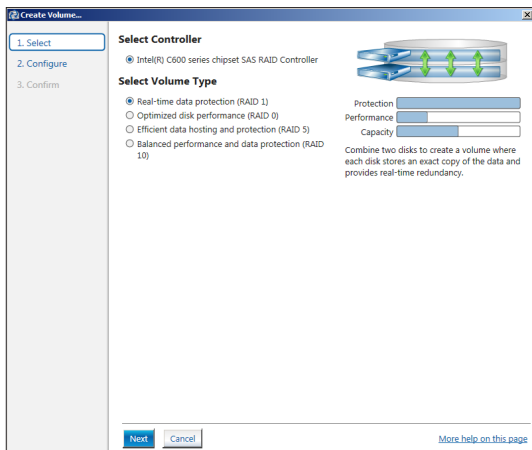 Create Volume...
1. Select
2. Configure
3. Confirm
Select Controller
Intel(R) C600 series chipset SAS RAID Controller
Select Volume Type
Real-time data protection (RAID 1)
Optimized disk performance (RAID 0)
Efficient data hosting and protection (RAID 5)
Balanced performance and data protection (RAID
10)
Protection
Performance
Capacity
Combine two disks to create a volume where
each disk stores an exact copy of the data and
provides real-time redundancy.
Next
Cancel
More help on this page